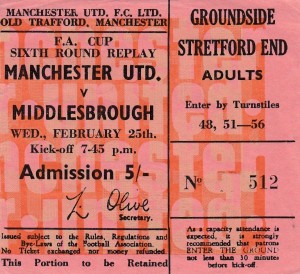 MANCHESTER UTD. F.C. LTD.
OLD TRAFFORD, MANCHESTER
F.A. CUP
SIXTH ROUND REPLAY
MANCHESTER UTD.
V
MIDDLESBROUGH
WED., FEBRUARY 25th.
Kick-off 7-45 p.m.
Admission 5/-
L Olive
Secretary.
Issued subject to the Rules, Regulations and
Bye-Laws of the Football Association.
No Ticket exchanged nor money refunded
This Portion to be Retained
GROUNDSIDE
STRETFORD END
ADULTS
Enter by Turnstiles
48, 51—56
No 512
As a capacity attendance is
expected, it is strongly
recommended that patrons
ENTER THE GROUND
not less than 30 minutes
before kick-off.